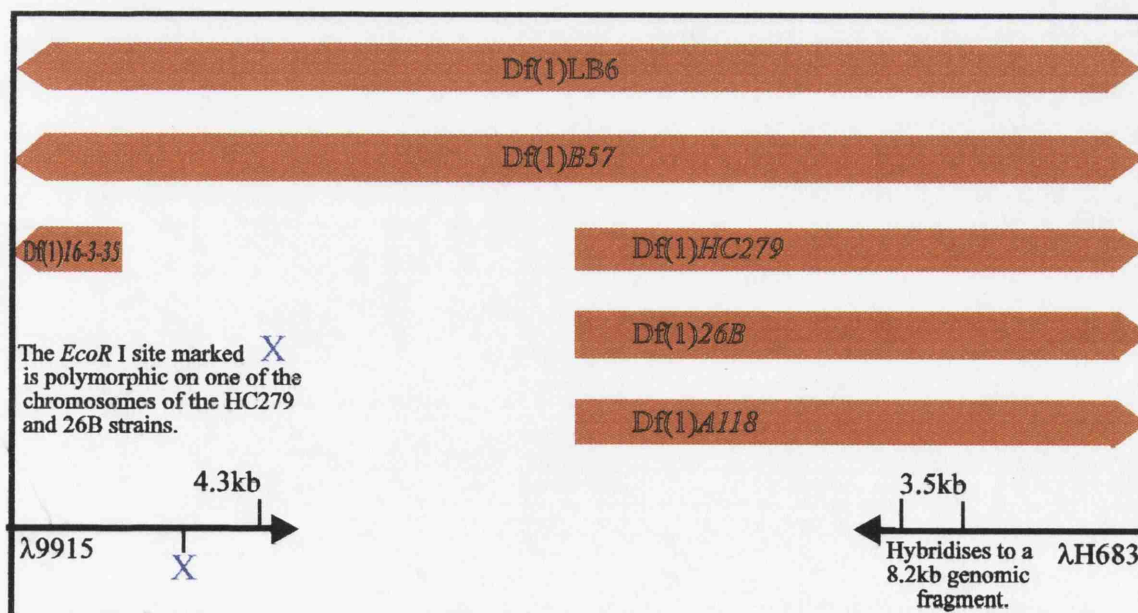 Df(1)LB6
Df(1)B57
Df(1)16-3-35
Df(1)HC279
Df(1)26B
The EcoR I site marked X
is polymorphic on one of the
chromosomes of the HC279
and 26B strains.
Df(1)A118
4.3kb
3.5kb
λ9915
X
Hybridises to a
8.2kb genomic
fragment.
λH683